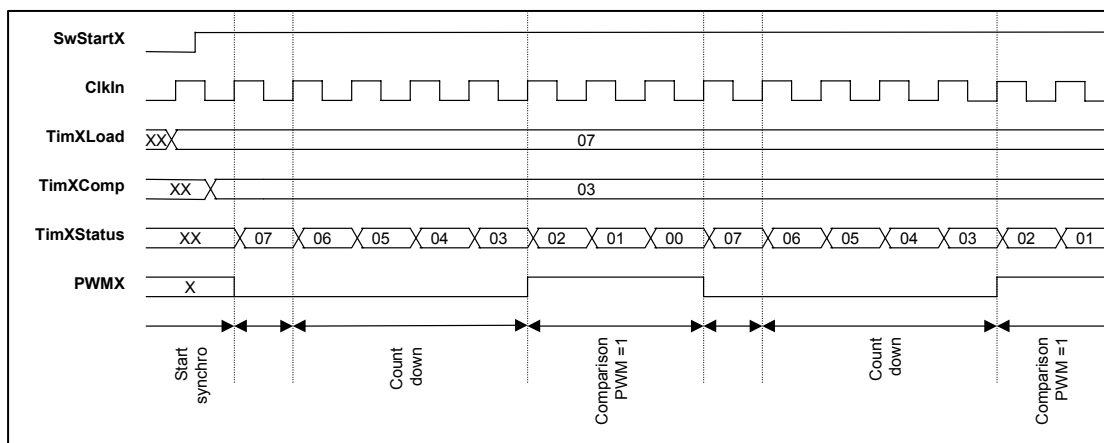 SwStartX
ClkIn
TimXLoad XX 07
TimXComp XX 03
TimXStatus XX 07 06 05 04 03 02 01 00 07 06 05 04 03 02 01
PWMX X
Start
synchro
Count
down
Comparison
PWM =1
Count
down
Comparison
PWM =1